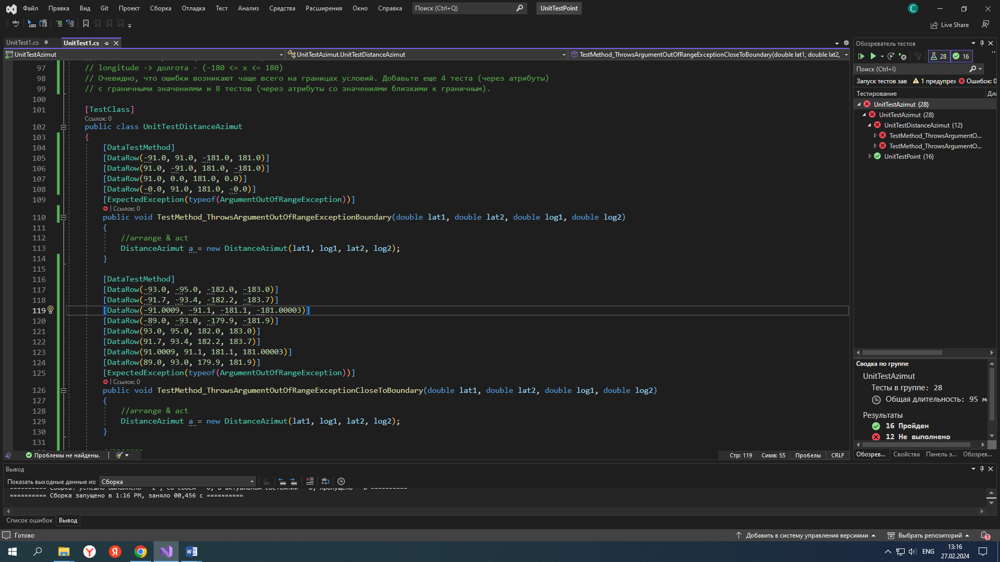 Файл Правка Вид Git Проект Сборка Отладка Тест Анализ Средства Расширения Окно Справка Поиск (Ctrl+Q) UnitTestPoint C
Live Share
UnitTest1.cs UnitTest1.cs
UnitTestAzimut UnitTestAzimut.UnitTestDistanceAzimut TestMethod_ThrowsArgumentOutOfRangeExceptionCloseToBoundary(double lat1, double lat2,
97 // longitude -> долгота - (-180 <= x <= 180)
98 // Очевидно, что ошибки возникают чаще всего на границах условий. Добавьте еще 4 теста (через атрибуты)
99 // с граничными значениями и 8 тестов (через атрибуты со значениями близкими к граничным).
100
101 [TestClass]
Ссылок: 0
102 public class UnitTestDistanceAzimut
103 {
104 [DataTestMethod]
105 [DataRow(-91.0, 91.0, -181.0, 181.0)]
106 [DataRow(91.0, -91.0, 181.0, -181.0)]
107 [DataRow(91.0, 0.0, 181.0, 0.0)]
108 [DataRow(-0.0, 91.0, 181.0, -0.0)]
109 [ExpectedException(typeof(ArgumentOutOfRangeException))]
| Ссылок: 0
110 public void TestMethod_ThrowsArgumentOutOfRangeExceptionBoundary(double lat1, double lat2, double log1, double log2)
111 {
112 //arrange & act
113 DistanceAzimut a = new DistanceAzimut(lat1, log1, lat2, log2);
114 }
115
116 [DataTestMethod]
117 [DataRow(-93.0, -95.0, -182.0, -183.0)]
118 [DataRow(-91.7, -93.4, -182.2, -183.7)]
119 [DataRow(-91.0009, -91.1, -181.1, -181.00003)]
120 [DataRow(-89.0, -93.0, -179.9, -181.9)]
121 [DataRow(93.0, 95.0, 182.0, 183.0)]
122 [DataRow(91.7, 93.4, 182.2, 183.7)]
123 [DataRow(91.0009, 91.1, 181.1, 181.00003)]
124 [DataRow(89.0, 93.0, 179.9, 181.9)]
125 [ExpectedException(typeof(ArgumentOutOfRangeException))]
| Ссылок: 0
126 public void TestMethod_ThrowsArgumentOutOfRangeExceptionCloseToBoundary(double lat1, double lat2, double log1, double log2)
127 {
128 //arrange & act
129 DistanceAzimut a = new DistanceAzimut(lat1, log1, lat2, log2);
130 }
131
Проблемы не найдены. Стр: 119 Симв: 55 Пробелы CRLF
Обозреватель тестов
28 16
Поиск (Ctrl+I)
Запуск тестов зав 1 предупреж Ошибок: 0
Тестирование Дли
UnitTestAzimut (28)
UnitTestAzimut (28)
UnitTestDistanceAzimut (12)
TestMethod_ThrowsArgumentO...
TestMethod_ThrowsArgumentO...
UnitTestPoint (16)
Сводка по группе
UnitTestAzimut
Тесты в группе: 28
Общая длительность: 95 м
Результаты
16 Пройден
12 Не выполнено
Обозрев... Свойства Панель э... Обозрев...
Вывод
Показать выходные данные из: Сборка
========== Сборка запущено в 1:16 PM, заняло 00,456 с ==========
Список ошибок Вывод
Готово Добавить в систему управления версиями Выбрать репозиторий 1
ENG 13:16
27.02.2024